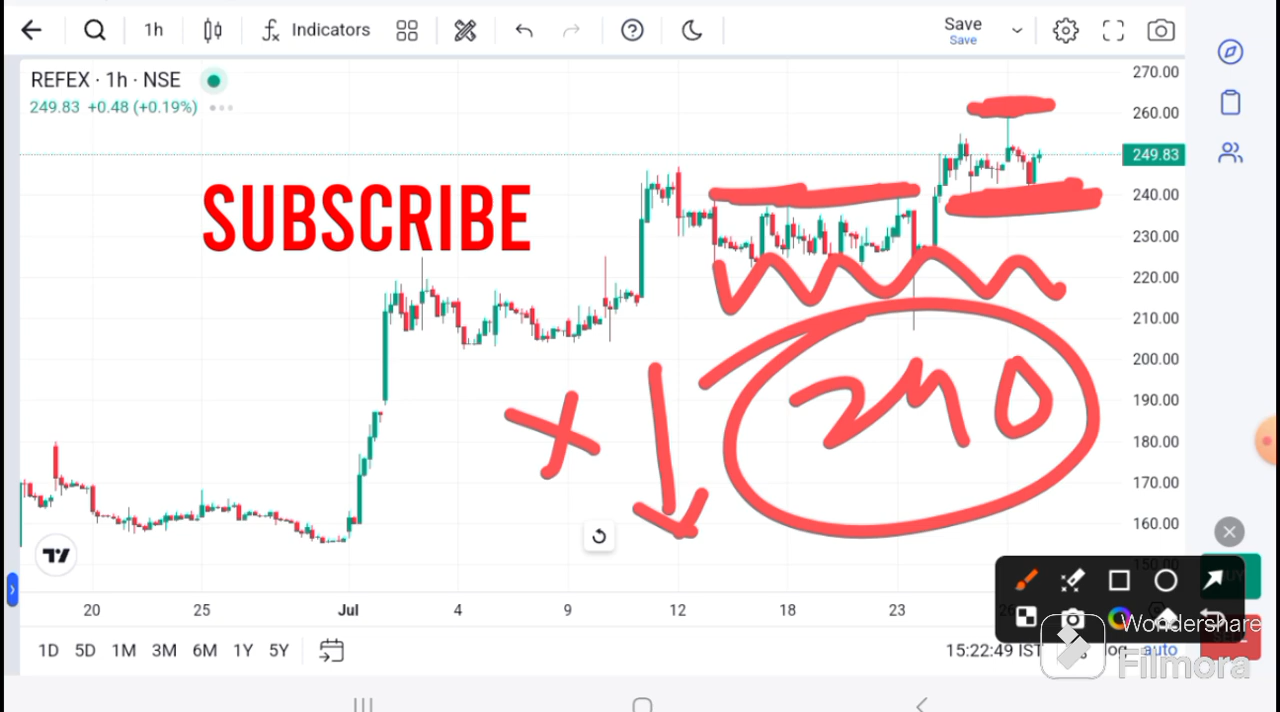 1h Indicators Save
Save
REFEX · 1h · NSE
249.83 +0.48 (+0.19%)
270.00
260.00
249.83
240.00
230.00
220.00
210.00
200.00
190.00
180.00
170.00
160.00
150.00
SUBSCRIBE
240
20 25 Jul 4 9 12 18 23
1D 5D 1M 3M 6M 1Y 5Y
15:22:49 IST auto
Wondershare
Filmora